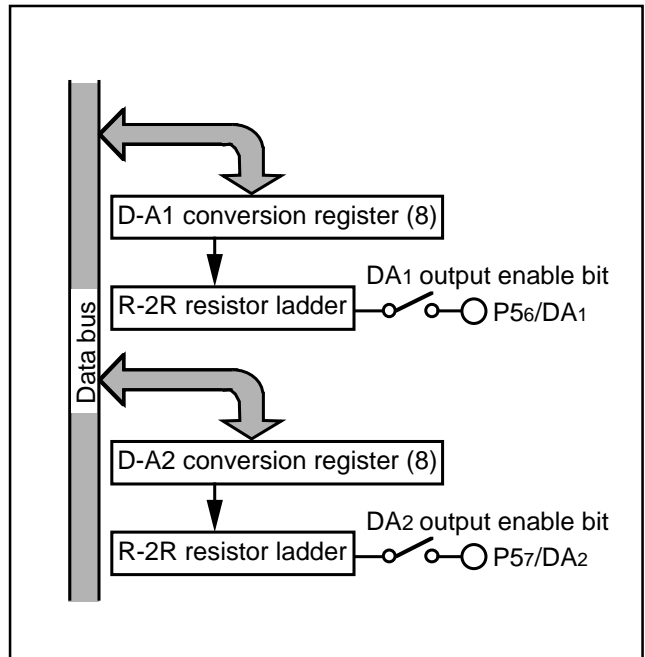 D-A1 conversion register (8)
DA1 output enable bit
R-2R resistor ladder
P56/DA1
Data bus
D-A2 conversion register (8)
DA2 output enable bit
R-2R resistor ladder
P57/DA2